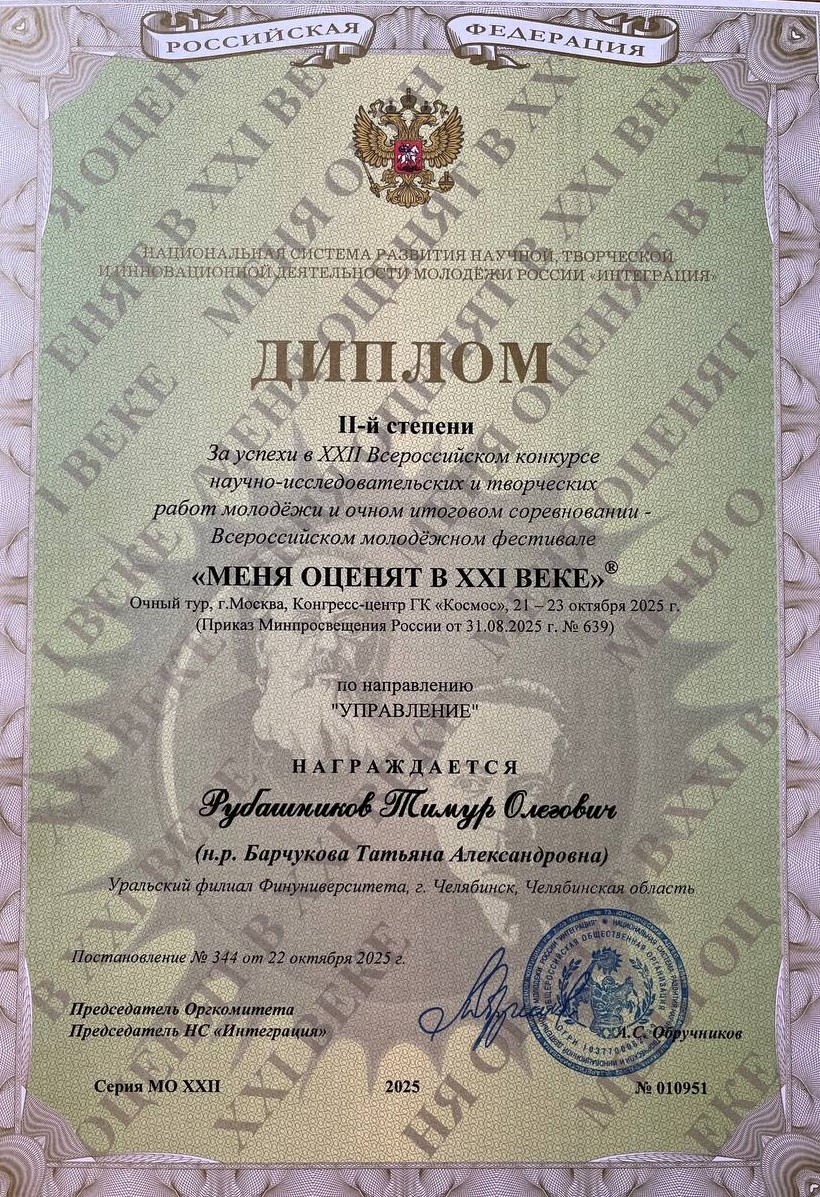 РОССИЙСКАЯ ФЕДЕРАЦИЯ
НАЦИОНАЛЬНАЯ СИСТЕМА РАЗВИТИЯ НАУЧНОЙ, ТВОРЧЕСКОЙ
И ИННОВАЦИОННОЙ ДЕЯТЕЛЬНОСТИ МОЛОДЁЖИ РОССИИ «ИНТЕГРАЦИЯ»
ДИПЛОМ
II-й степени
За успехи в XXII Всероссийском конкурсе
научно-исследовательских и творческих
работ молодёжи и очном итоговом соревновании -
Всероссийском молодёжном фестивале
«МЕНЯ ОЦЕНЯТ В XXI ВЕКЕ»®
Очный тур, г.Москва, Конгресс-центр ГК «Космос», 21 – 23 октября 2025 г.
(Приказ Минпросвещения России от 31.08.2025 г. № 639)
по направлению
"УПРАВЛЕНИЕ"
НАГРАЖДАЕТСЯ
Рубашников Тимур Олегович
(н.р. Барчукова Татьяна Александровна)
Уральский филиал Финуниверситета, г. Челябинск, Челябинская область
Постановление № 344 от 22 октября 2025 г.
Председатель Оргкомитета
Председатель НС «Интеграция»
А.С. Обручников
Серия МО XXII 2025 № 010951